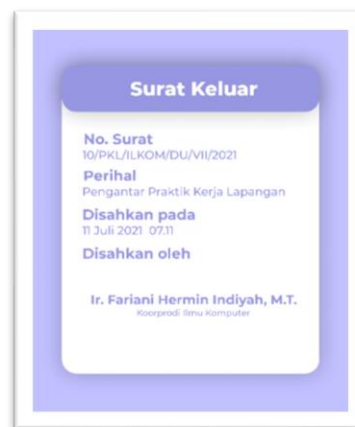 Surat Keluar
No. Surat
10/PKL/ILKOM/DU/VII/2021
Perihal
Pengantar Praktik Kerja Lapangan
Disahkan pada
11 Juli 2021 07.11
Disahkan oleh
Ir. Fariani Hermin Indiyah, M.T.
Koorprodi Ilmu Komputer